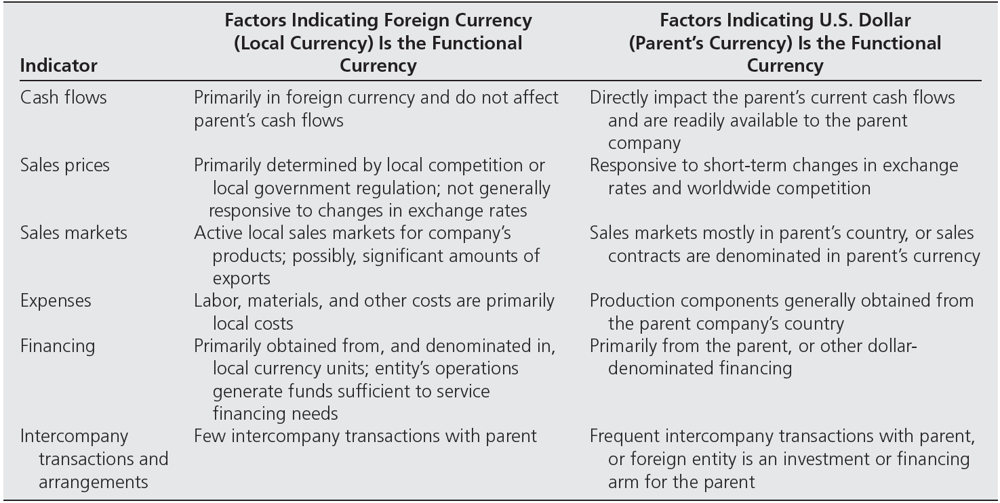 Factors Indicating Foreign Currency
(Local Currency) Is the Functional
Currency
Factors Indicating U.S. Dollar
(Parent’s Currency) Is the Functional
Currency
Indicator
Cash flows
Primarily in foreign currency and do not affect
parent’s cash flows
Directly impact the parent’s current cash flows
and are readily available to the parent
company
Sales prices
Primarily determined by local competition or
local government regulation; not generally
responsive to changes in exchange rates
Responsive to short-term changes in exchange
rates and worldwide competition
Sales markets
Active local sales markets for company’s
products; possibly, significant amounts of
exports
Sales markets mostly in parent’s country, or sales
contracts are denominated in parent’s currency
Expenses
Labor, materials, and other costs are primarily
local costs
Production components generally obtained from
the parent company’s country
Financing
Primarily obtained from, and denominated in,
local currency units; entity’s operations
generate funds sufficient to service
financing needs
Primarily from the parent, or other dollar-
denominated financing
Intercompany
transactions and
arrangements
Few intercompany transactions with parent
Frequent intercompany transactions with parent,
or foreign entity is an investment or financing
arm for the parent